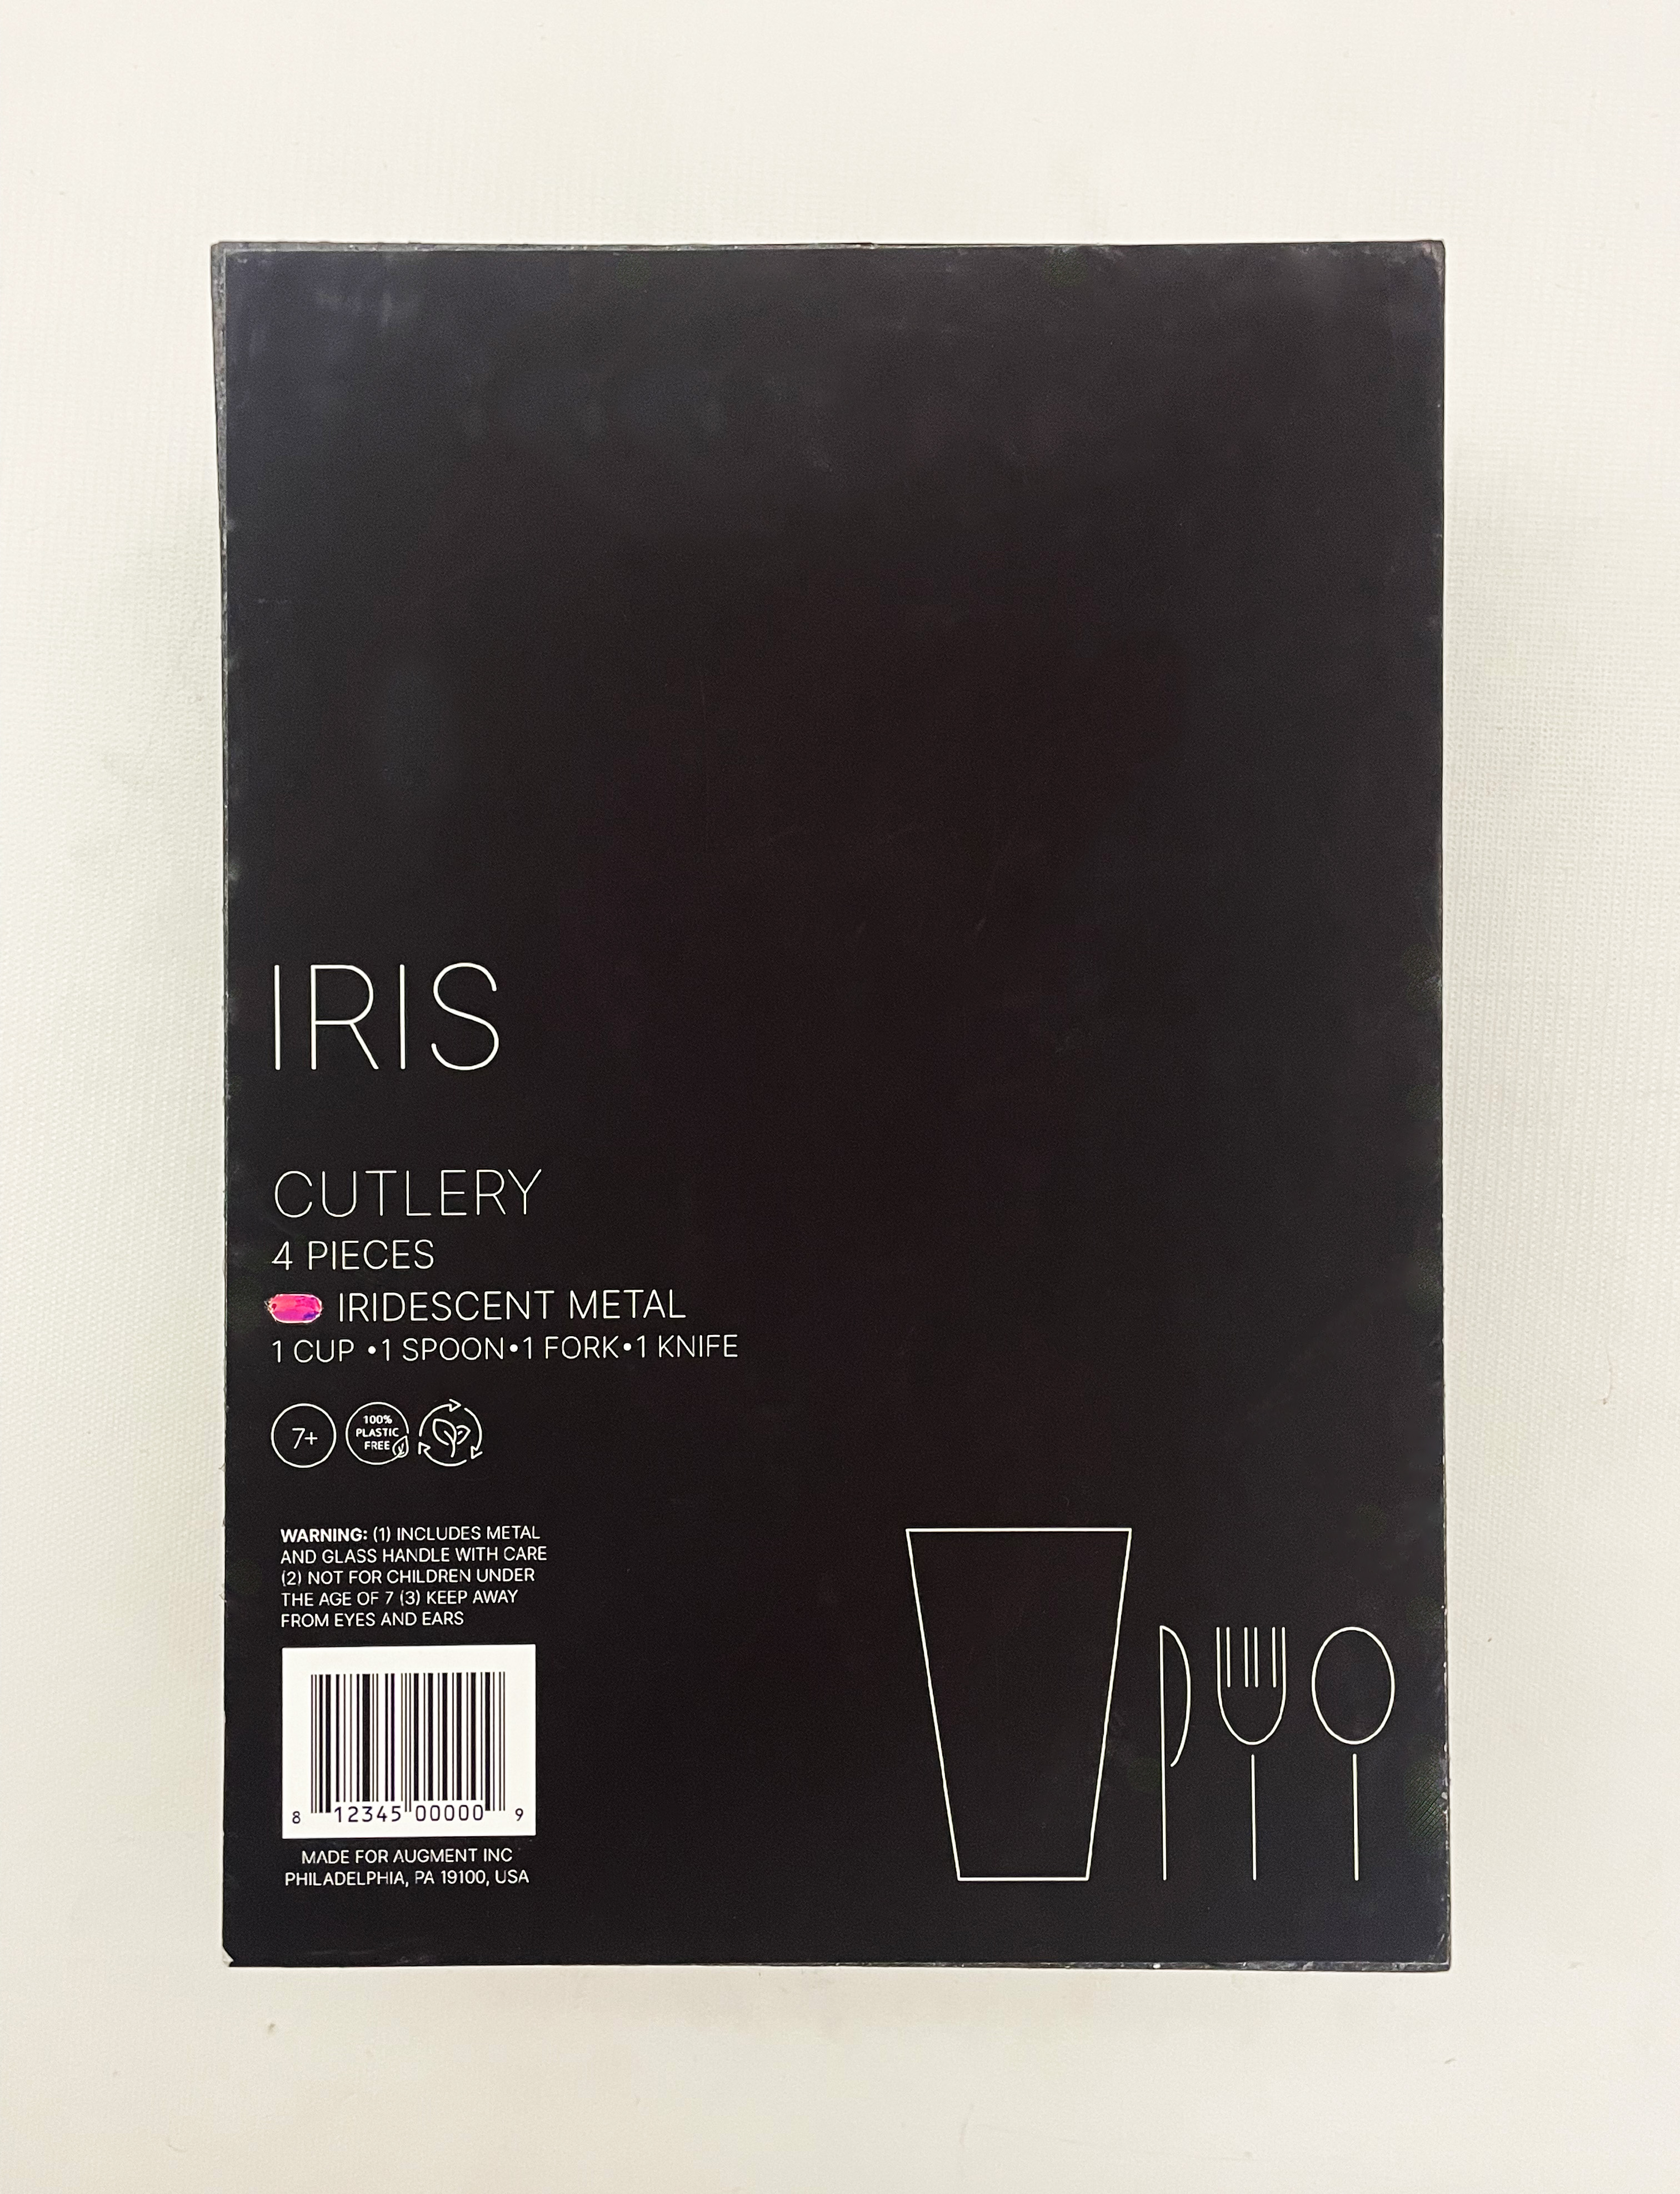 IRIS
CUTLERY
4 PIECES
IRIDESCENT METAL
1 CUP •1 SPOON•1 FORK•1 KNIFE
7+
100%
PLASTIC
FREE
WARNING: (1) INCLUDES METAL
AND GLASS HANDLE WITH CARE
(2) NOT FOR CHILDREN UNDER
THE AGE OF 7 (3) KEEP AWAY
FROM EYES AND EARS
8 12345 00000 9
MADE FOR AUGMENT INC
PHILADELPHIA, PA 19100, USA